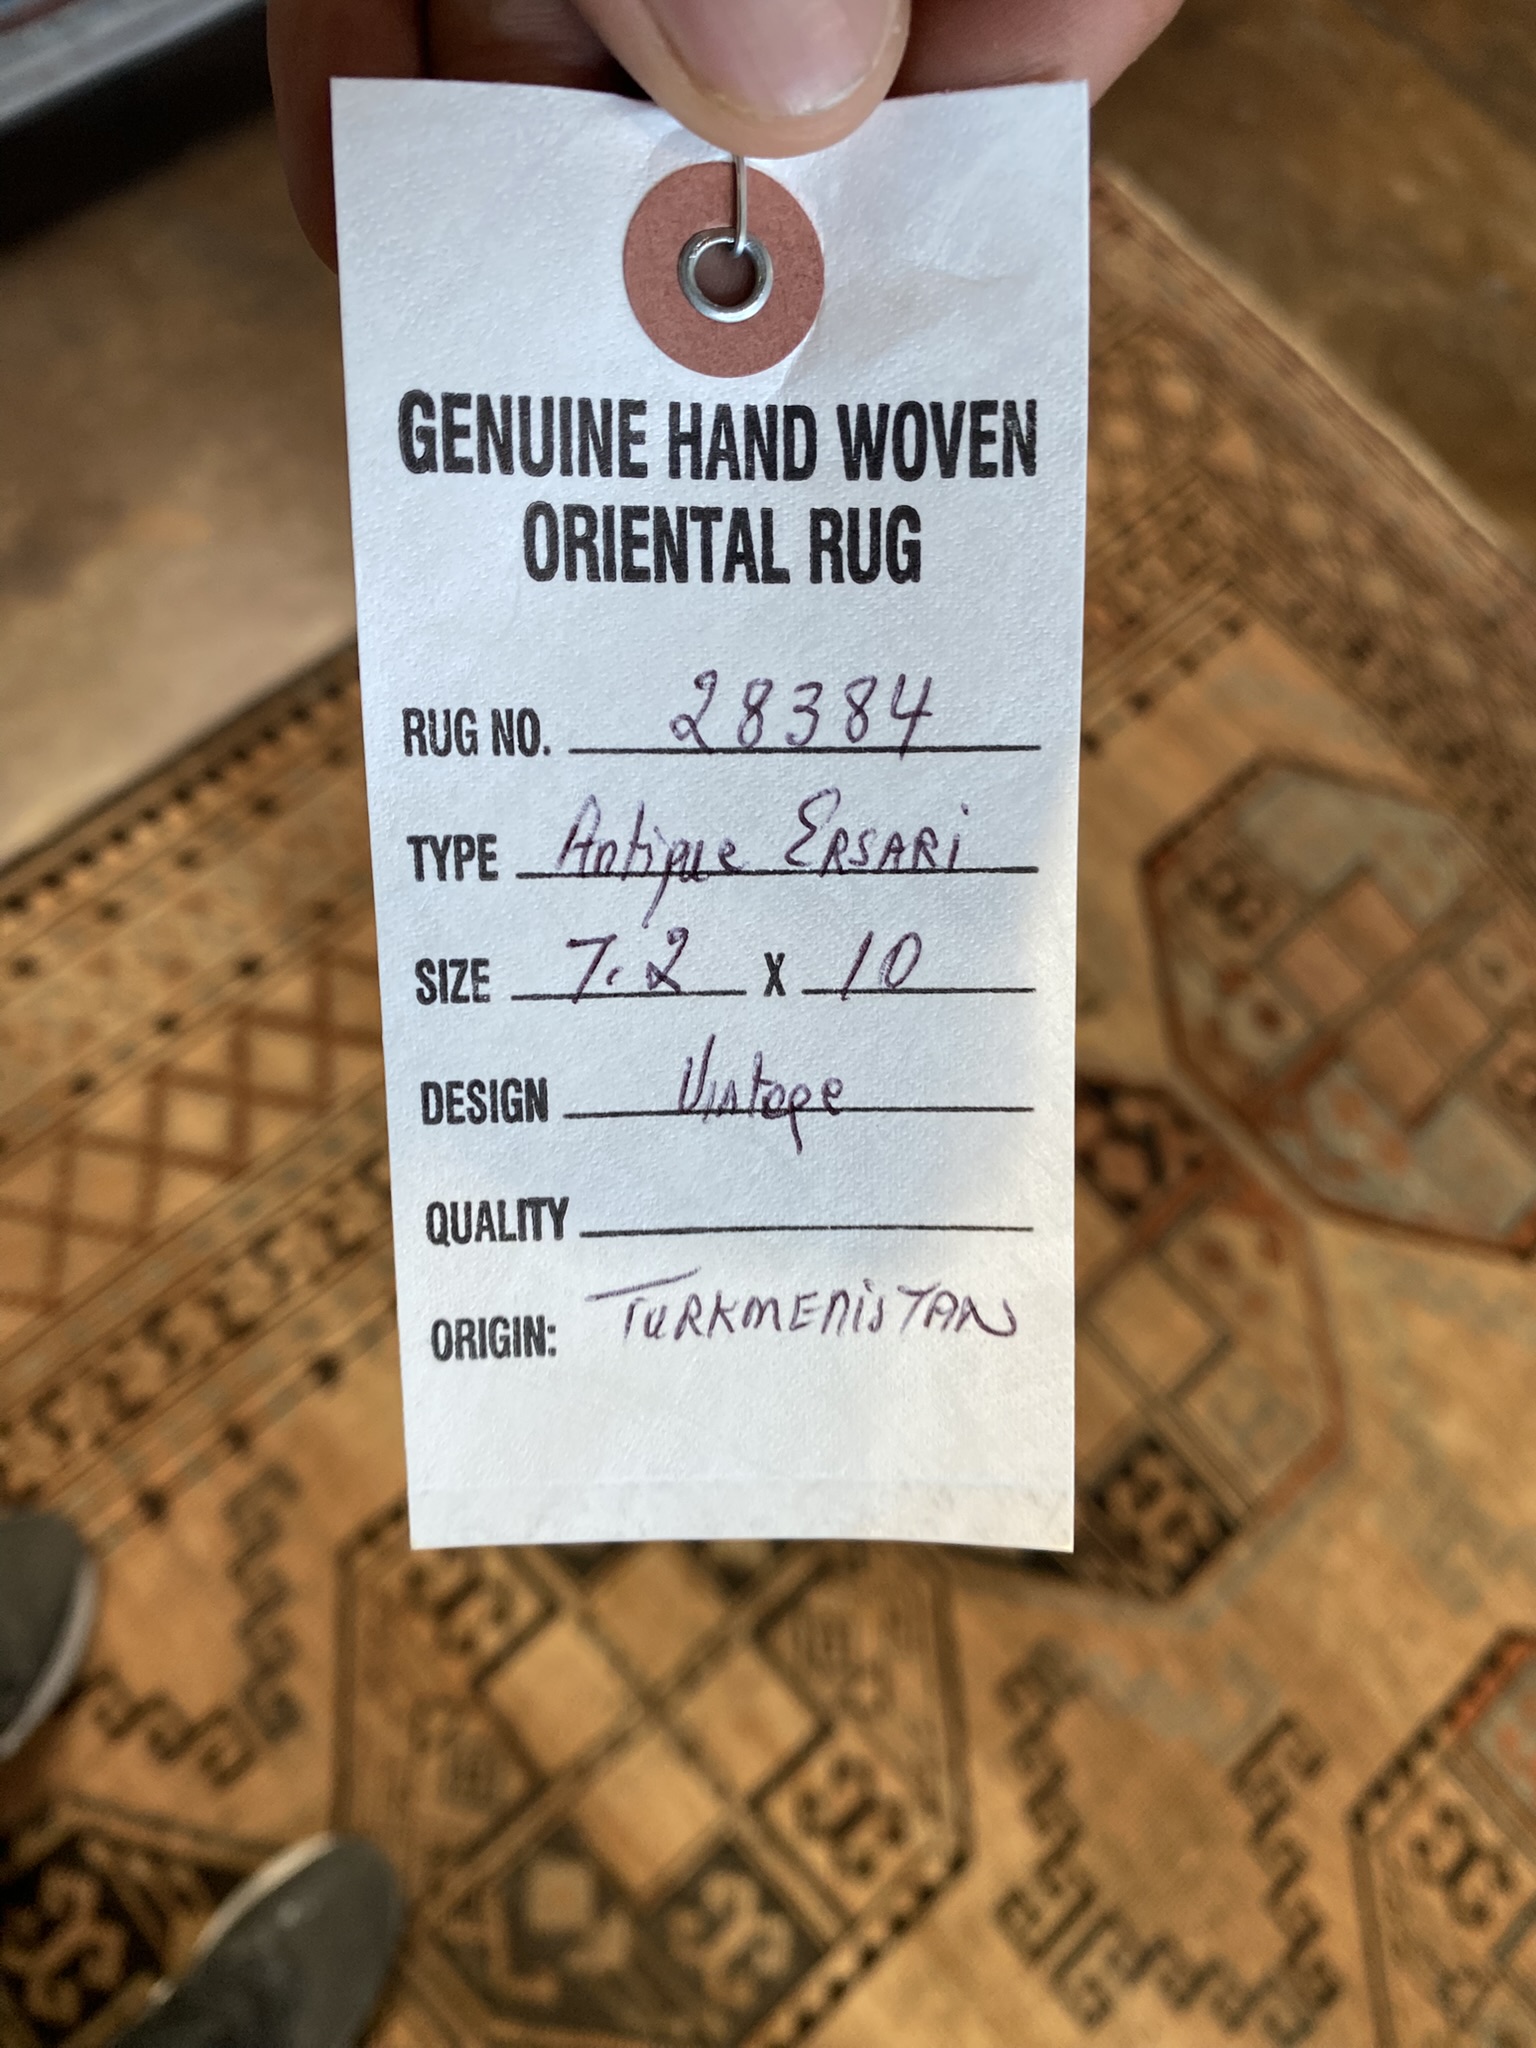 GENUINE HAND WOVEN
ORIENTAL RUG
RUG NO. 28384
TYPE Antique ERSARi
SIZE 7.2 X 10
DESIGN Vintage
QUALITY
ORIGIN: TURKMENISTAN